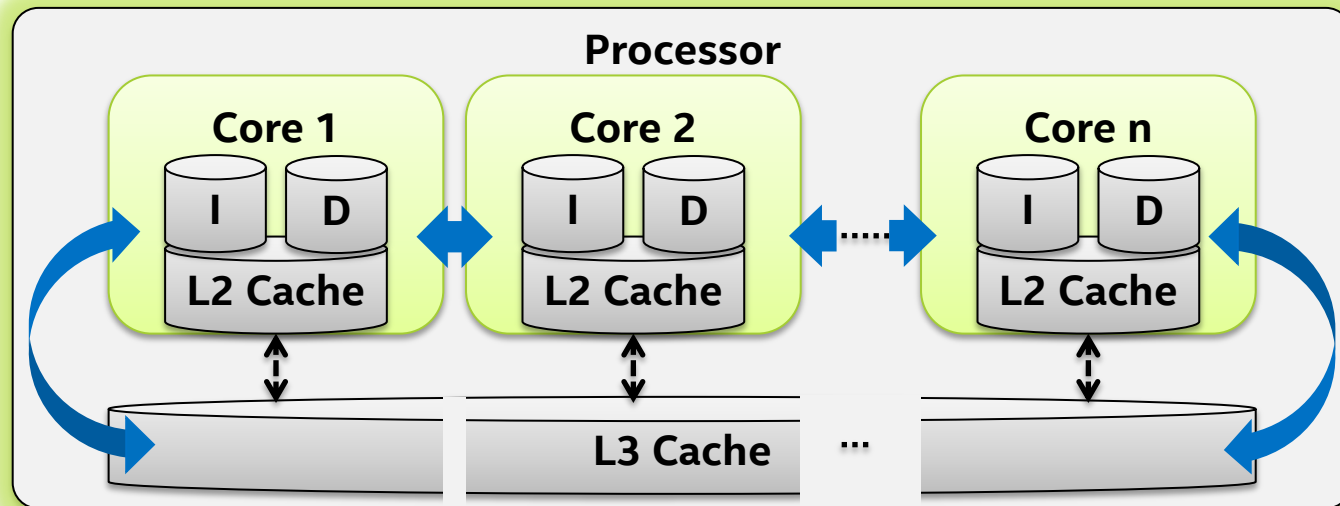 Processor
Core 1
Core 2
Core n
I
D
I
D
.....
I
D
L2 Cache
L2 Cache
L2 Cache
L3 Cache
...